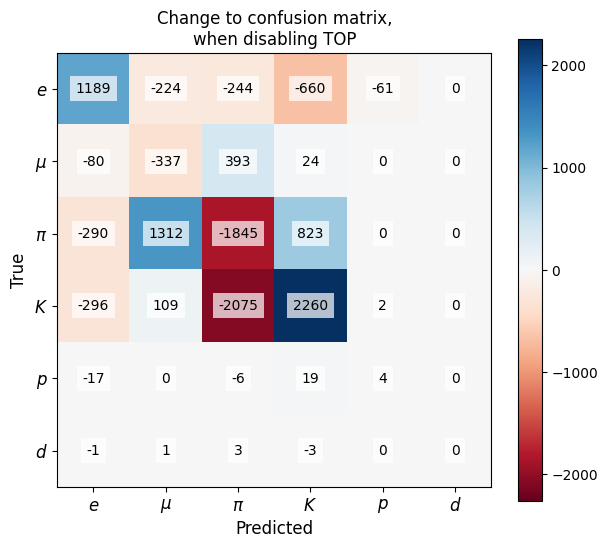 Change to confusion matrix,
when disabling TOP
e 1189 -224 -244 -660 -61 0
μ -80 -337 393 24 0 0
π -290 1312 -1845 823 0 0
K -296 109 -2075 2260 2 0
p -17 0 -6 19 4 0
d -1 1 3 -3 0 0
e μ π K p d
Predicted
True
2000
1000
0
−1000
−2000